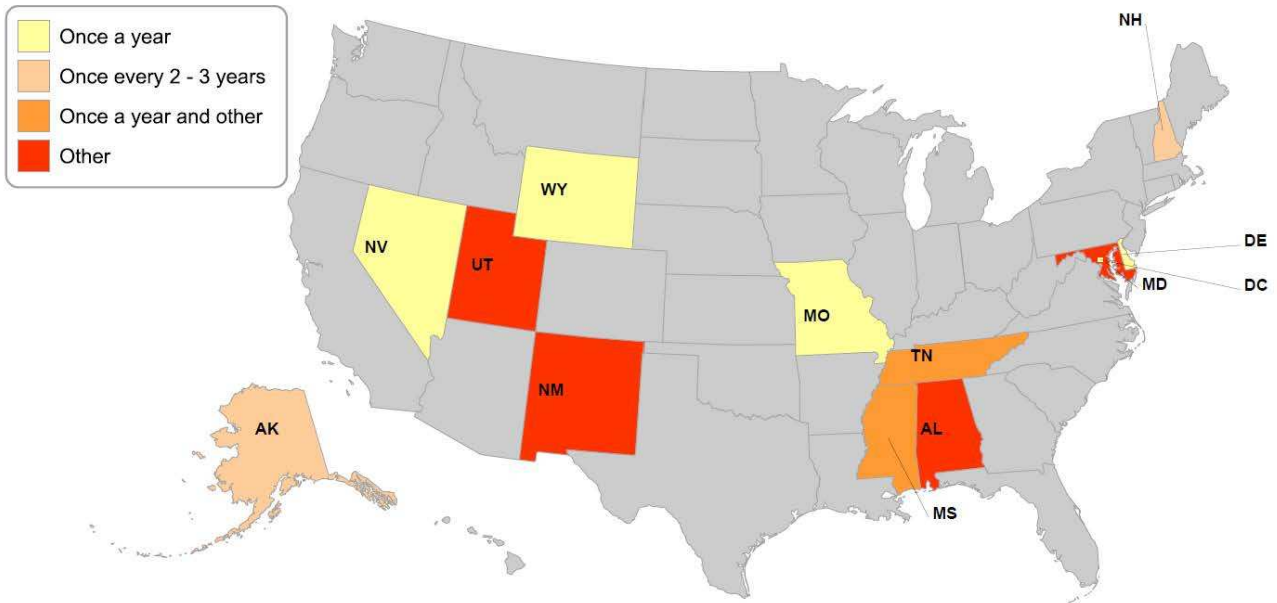 Once a year
Once every 2 - 3 years
Once a year and other
Other
NH
WY
NV
UT
DE
MD
DC
MO
TN
NM
AK
AL
MS